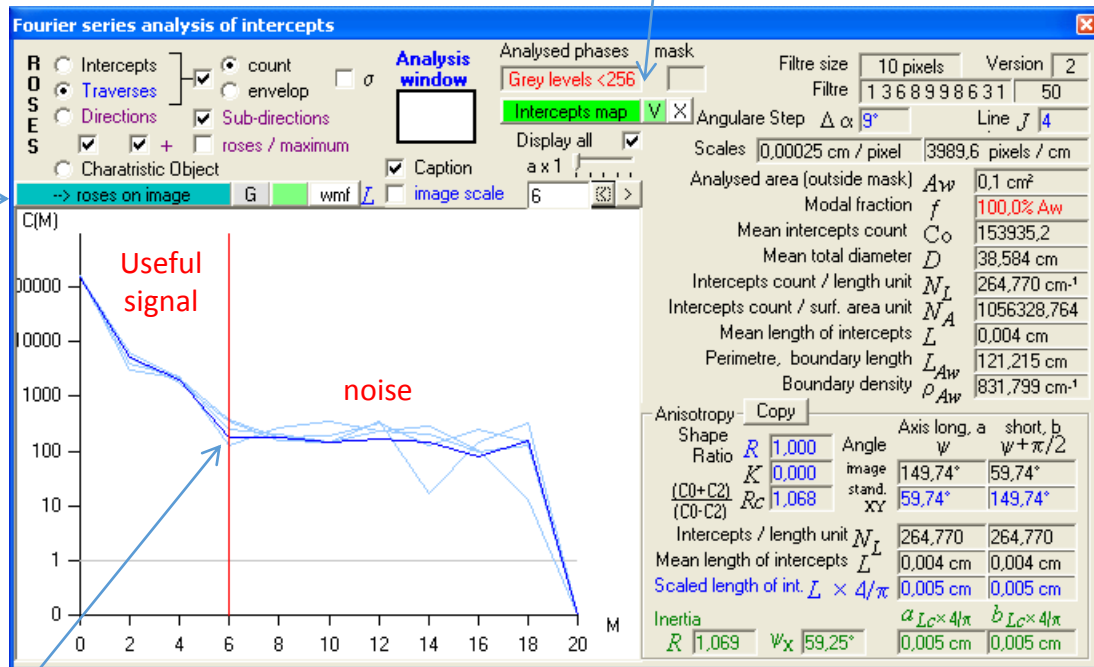 Fourier series analysis of intercepts
ROSES
Intercepts
Traverses
Directions
count
envelop
σ
Sub-directions
+ roses / maximum
Charatristic Object
Analysis window
Caption
--> roses on image G wmf L image scale 6 < >
Analysed phases mask
Grey levels <256
Intercepts map V X
Display all
a x 1
Filtre size 10 pixels Version 2
Filtre 1 3 6 8 9 9 8 6 3 1 50
Angulare Step Δ α 9° Line J 4
Scales 0,00025 cm / pixel 3989,6 pixels / cm
Analysed area (outside mask) Aw 0,1 cm²
Modal fraction f 100,0% Aw
Mean intercepts count Co 153935,2
Mean total diameter D 38,584 cm
Intercepts count / length unit N_L 264,770 cm-¹
Intercepts count / surf. area unit N_A 1056328,764
Mean length of intercepts L 0,004 cm
Perimetre, boundary length L_Aw 121,215 cm
Boundary density ρ_Aw 831,799 cm-¹
C(M)
Useful signal
noise
00000
10000
1000
100
10
1
0
0 2 4 6 8 10 12 14 16 18 20 M
Anisotropy Copy
Axis long, a short, b
Shape Ratio R 1,000 Angle ψ ψ+π/2
K 0,000 image 149,74° 59,74°
(C0+C2)
(C0-C2) Rc 1,068 stand. XY 59,74° 149,74°
Intercepts / length unit N_L 264,770 264,770
Mean length of intercepts L 0,004 cm 0,004 cm
Scaled length of int. L × 4/π 0,005 cm 0,005 cm
Inertia a Lc×4/π b Lc×4/π
R 1,069 ψx 59,25° 0,005 cm 0,005 cm